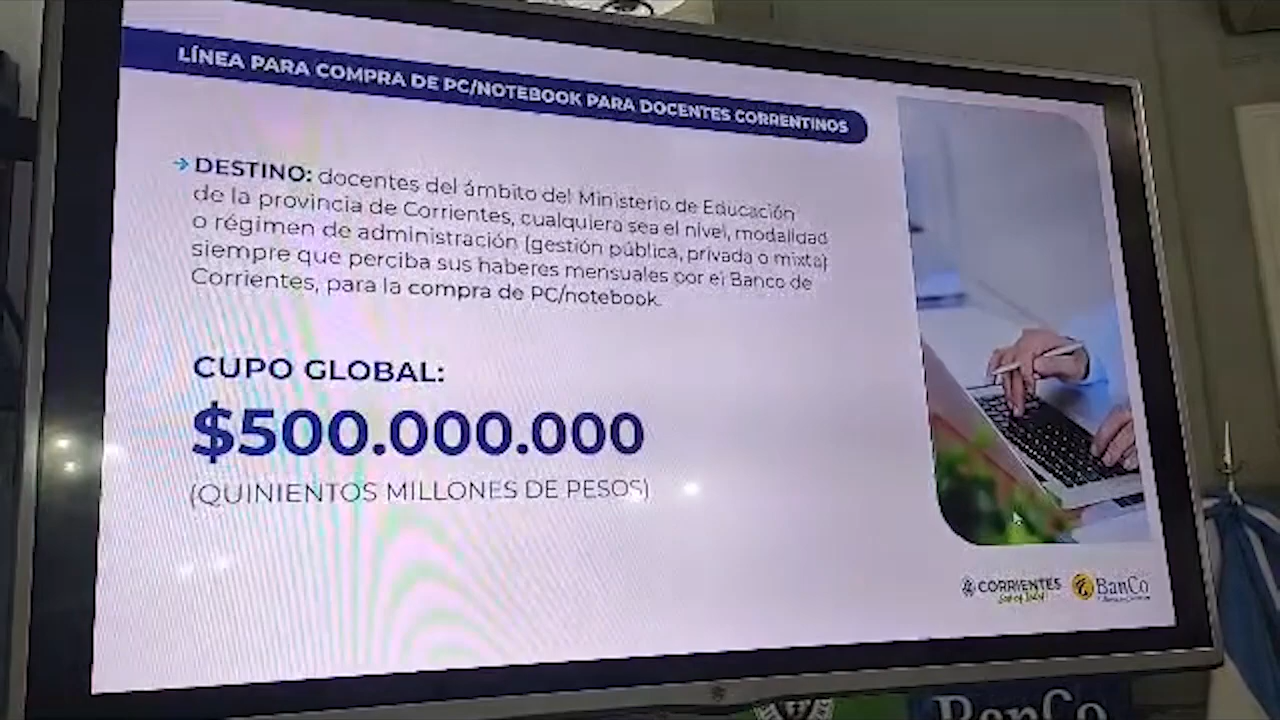 LÍNEA PARA COMPRA DE PC/NOTEBOOK PARA DOCENTES CORRENTINOS
→ DESTINO: docentes del ámbito del Ministerio de Educación
de la provincia de Corrientes, cualquiera sea el nivel, modalidad
o régimen de administración (gestión pública, privada o mixta)
siempre que perciba sus haberes mensuales por el Banco de
Corrientes, para la compra de PC/notebook.
CUPO GLOBAL:
$500.000.000
(QUINIENTOS MILLONES DE PESOS)
CORRIENTES
BanCo
BanCo